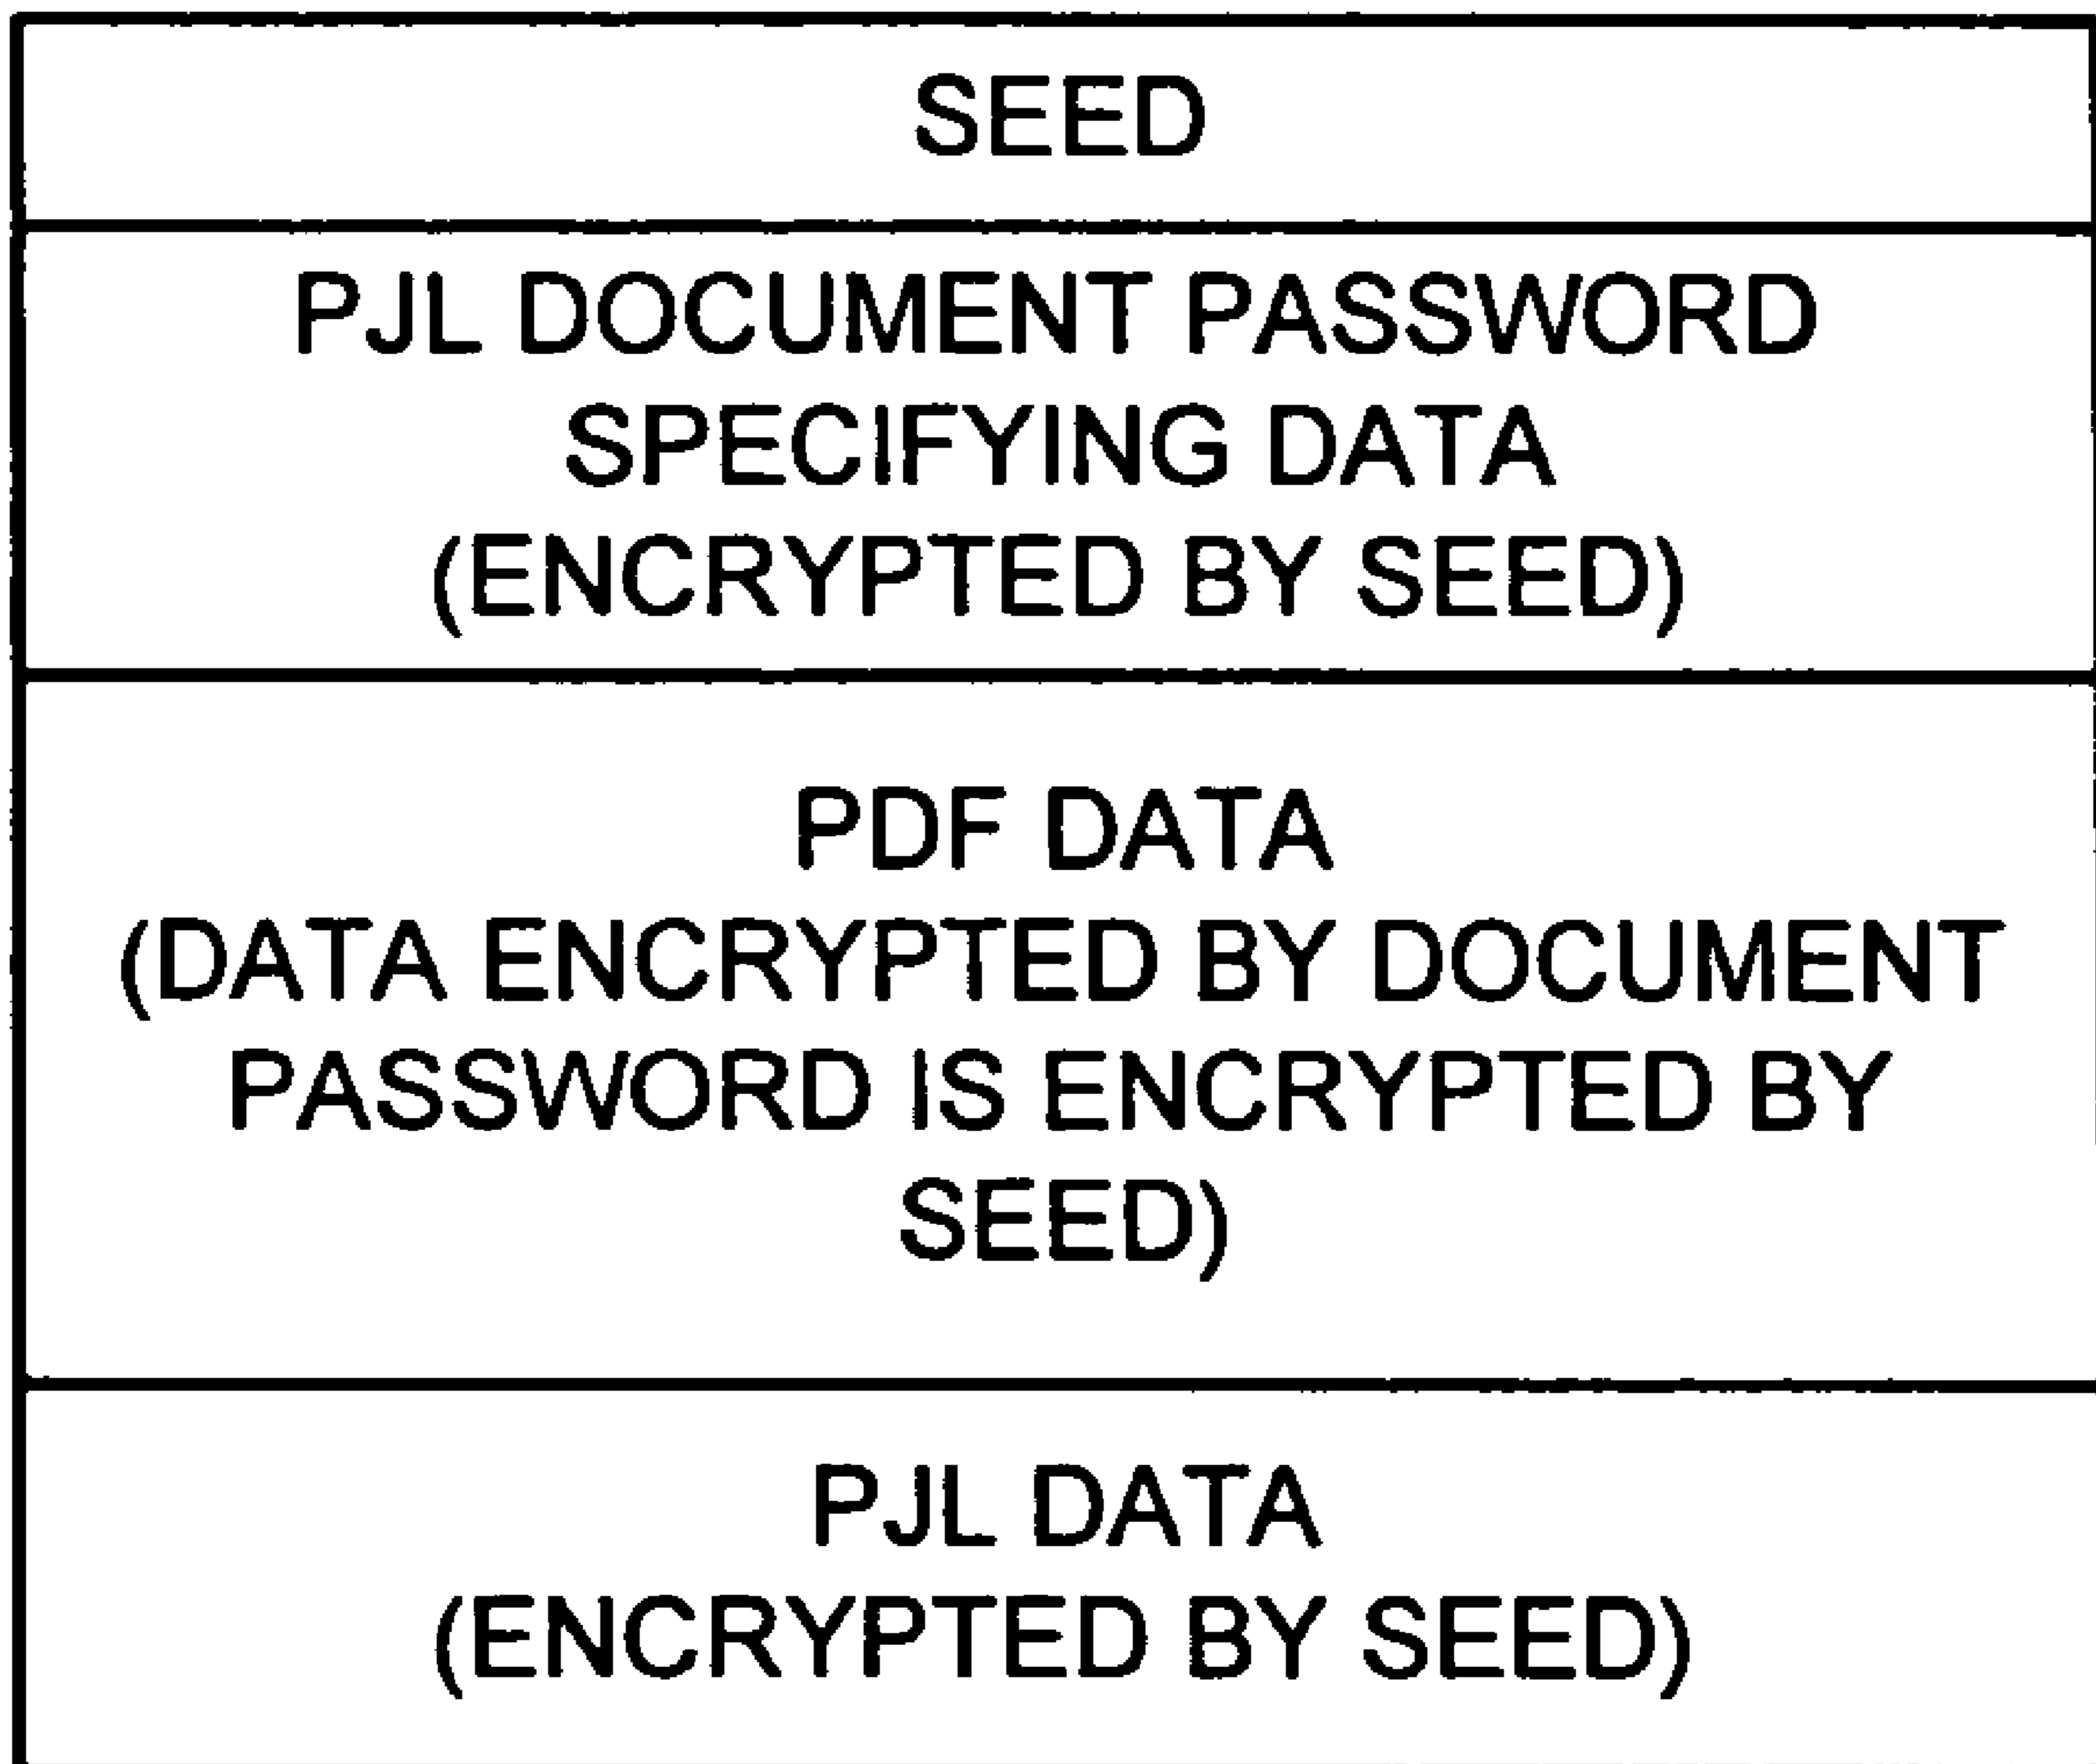 SEED
PJL DOCUMENT PASSWORD
SPECIFYING DATA
(ENCRYPTED BY SEED)
PDF DATA
(DATA ENCRYPTED BY DOCUMENT
PASSWORD IS ENCRYPTED BY
SEED)
PJL DATA
(ENCRYPTED BY SEED)